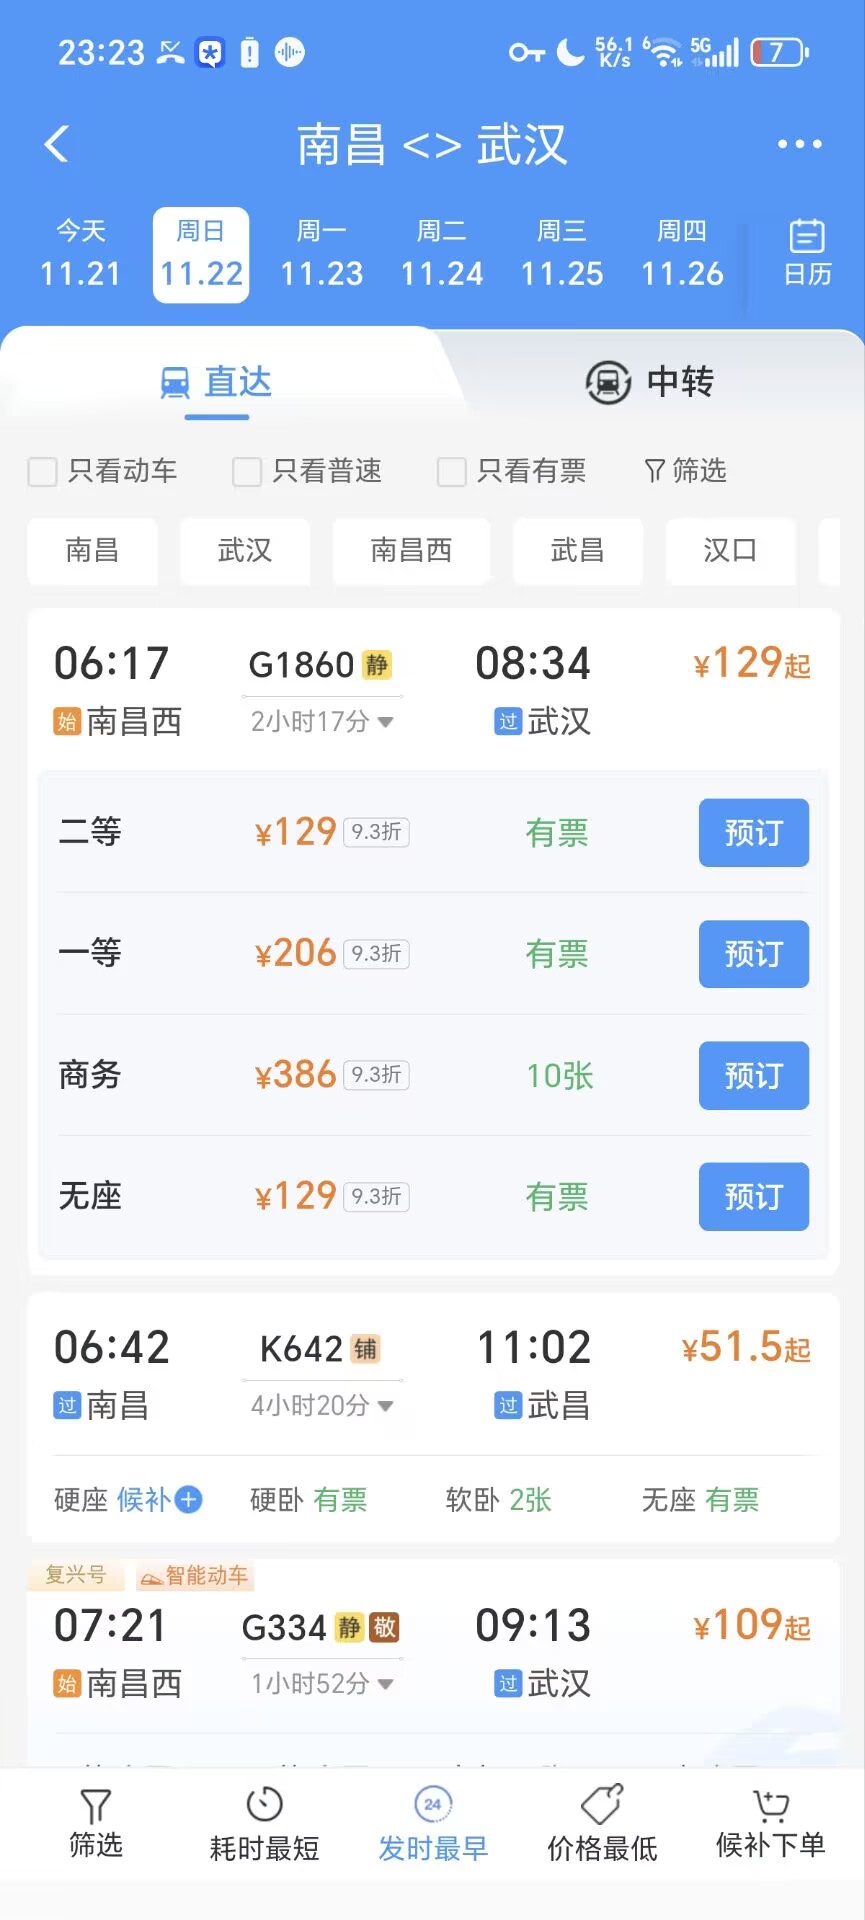 23:23 56.1 K/s 6 5G 7
南昌 <> 武汉
今天 周日 周一 周二 周三 周四
11.21 11.22 11.23 11.24 11.25 11.26 日历
直达 中转
只看动车 只看普速 只看有票 筛选
南昌 武汉 南昌西 武昌 汉口
06:17 G1860 静 08:34 ¥129起
始 南昌西 2小时17分 过 武汉
二等 ¥129 9.3折 有票 预订
一等 ¥206 9.3折 有票 预订
商务 ¥386 9.3折 10张 预订
无座 ¥129 9.3折 有票 预订
06:42 K642 铺 11:02 ¥51.5起
过 南昌 4小时20分 过 武昌
硬座 候补 硬卧 有票 软卧 2张 无座 有票
复兴号 智能动车
07:21 G334 静 敬 09:13 ¥109起
始 南昌西 1小时52分 过 武汉
24
筛选 耗时最短 发时最早 价格最低 候补下单